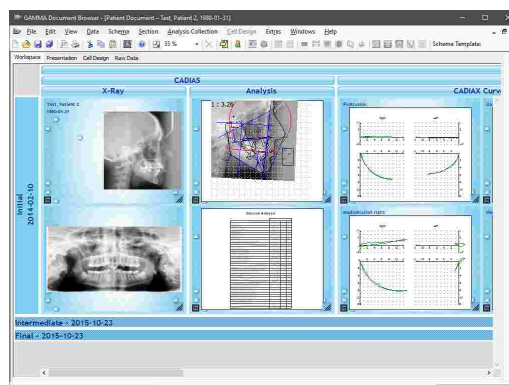 GAMMA Document Browser - [Patient Document - Test, Patient 2, 1980-01-31]
File Edit View Data Schema Section Analysis Collection Cell Design Extras Windows Help
35 % Scheme Template:
Workspace Presentation Cell Design Raw Data
CADIAS
X-Ray Analysis CADIAX Curv
Test, Patient 2
1980-01-31
1 : 3.26
Protrusion
Initial
2014-02-10
Mediotrusion right
Intermediate - 2015-10-23
Final - 2015-10-23